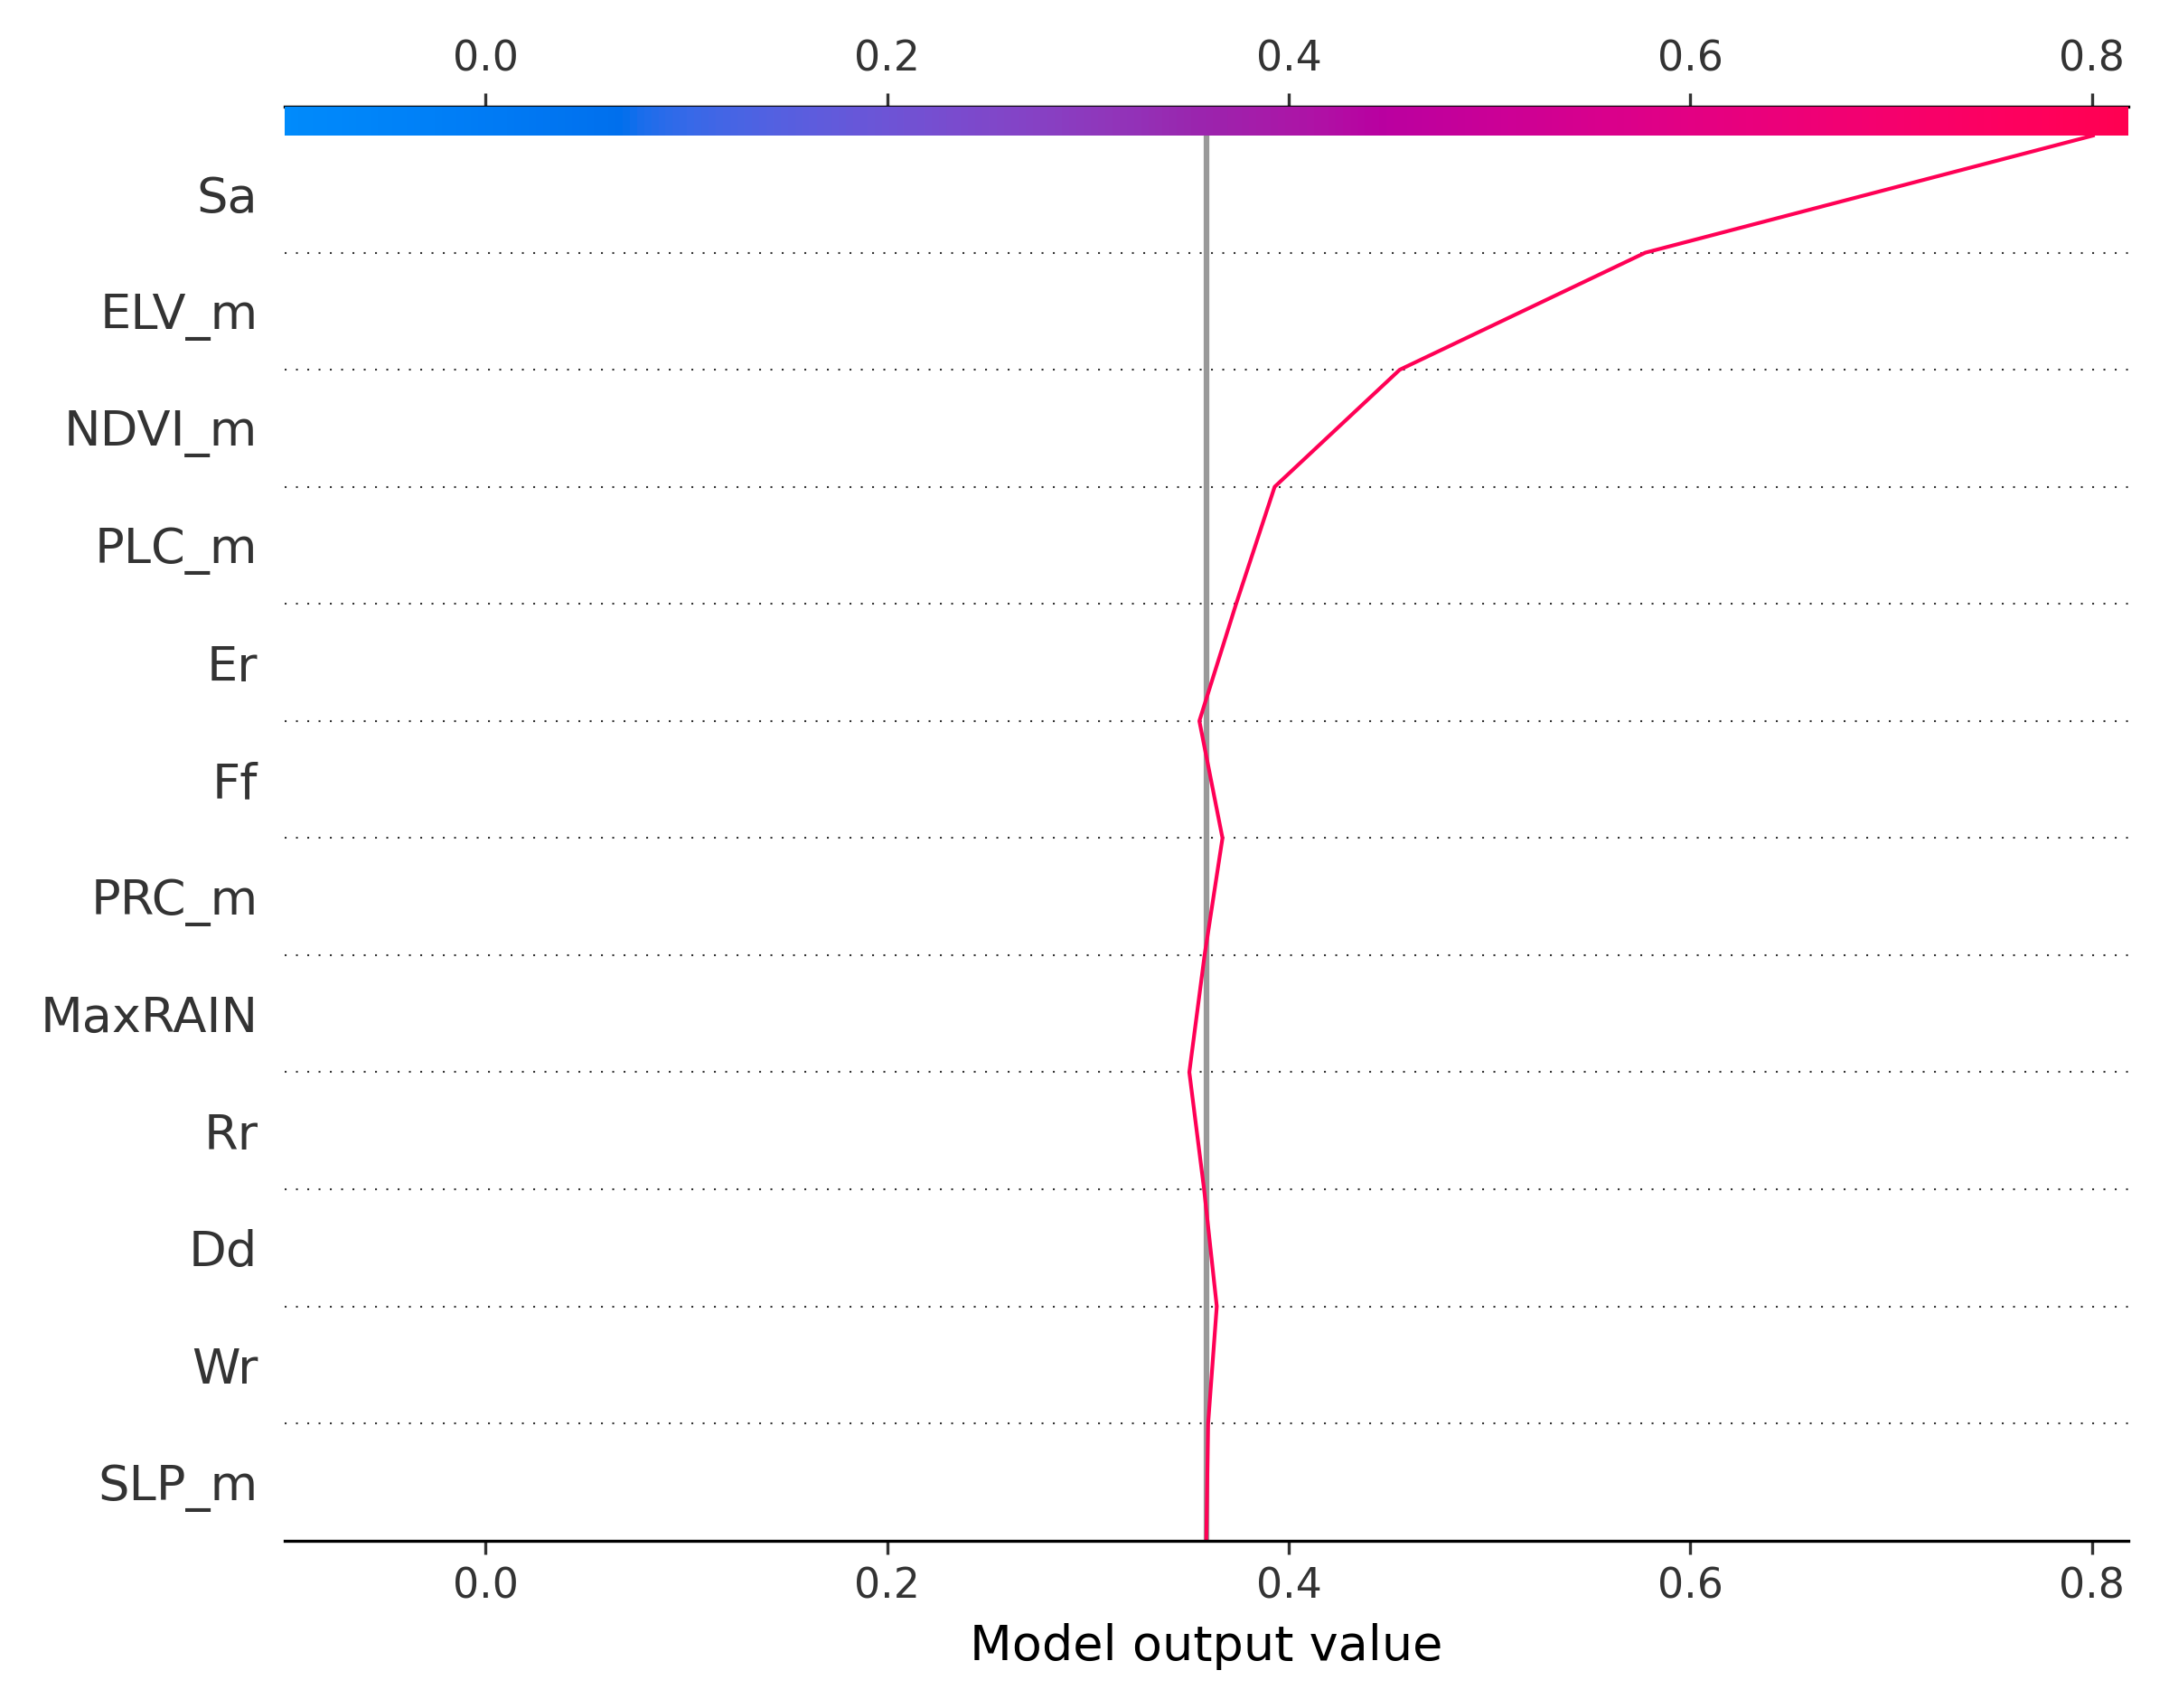 0.0 0.2 0.4 0.6 0.8
Sa
ELV_m
NDVI_m
PLC_m
Er
Ff
PRC_m
MaxRAIN
Rr
Dd
Wr
SLP_m
0.0 0.2 0.4 0.6 0.8
Model output value